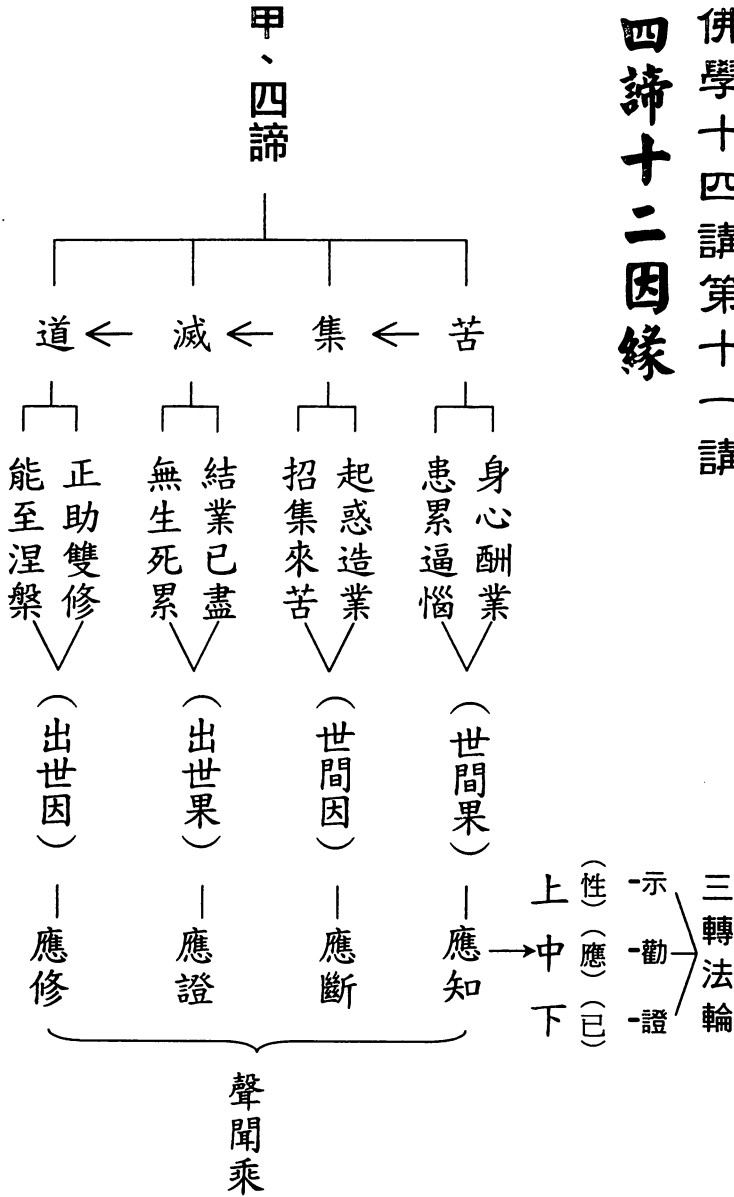 佛學十四講第十一講
四諦十二因緣
三轉法輪
示 勸 證
（性） （應） （已）
上 中 下
甲、四諦
苦
集
滅
道
身心酬業
患累逼惱
起惑造業
招集來苦
結業已盡
無生死累
正助雙修
能至涅槃
（世間果）
（世間因）
（出世果）
（出世因）
應知
應斷
應證
應修
聲聞乘